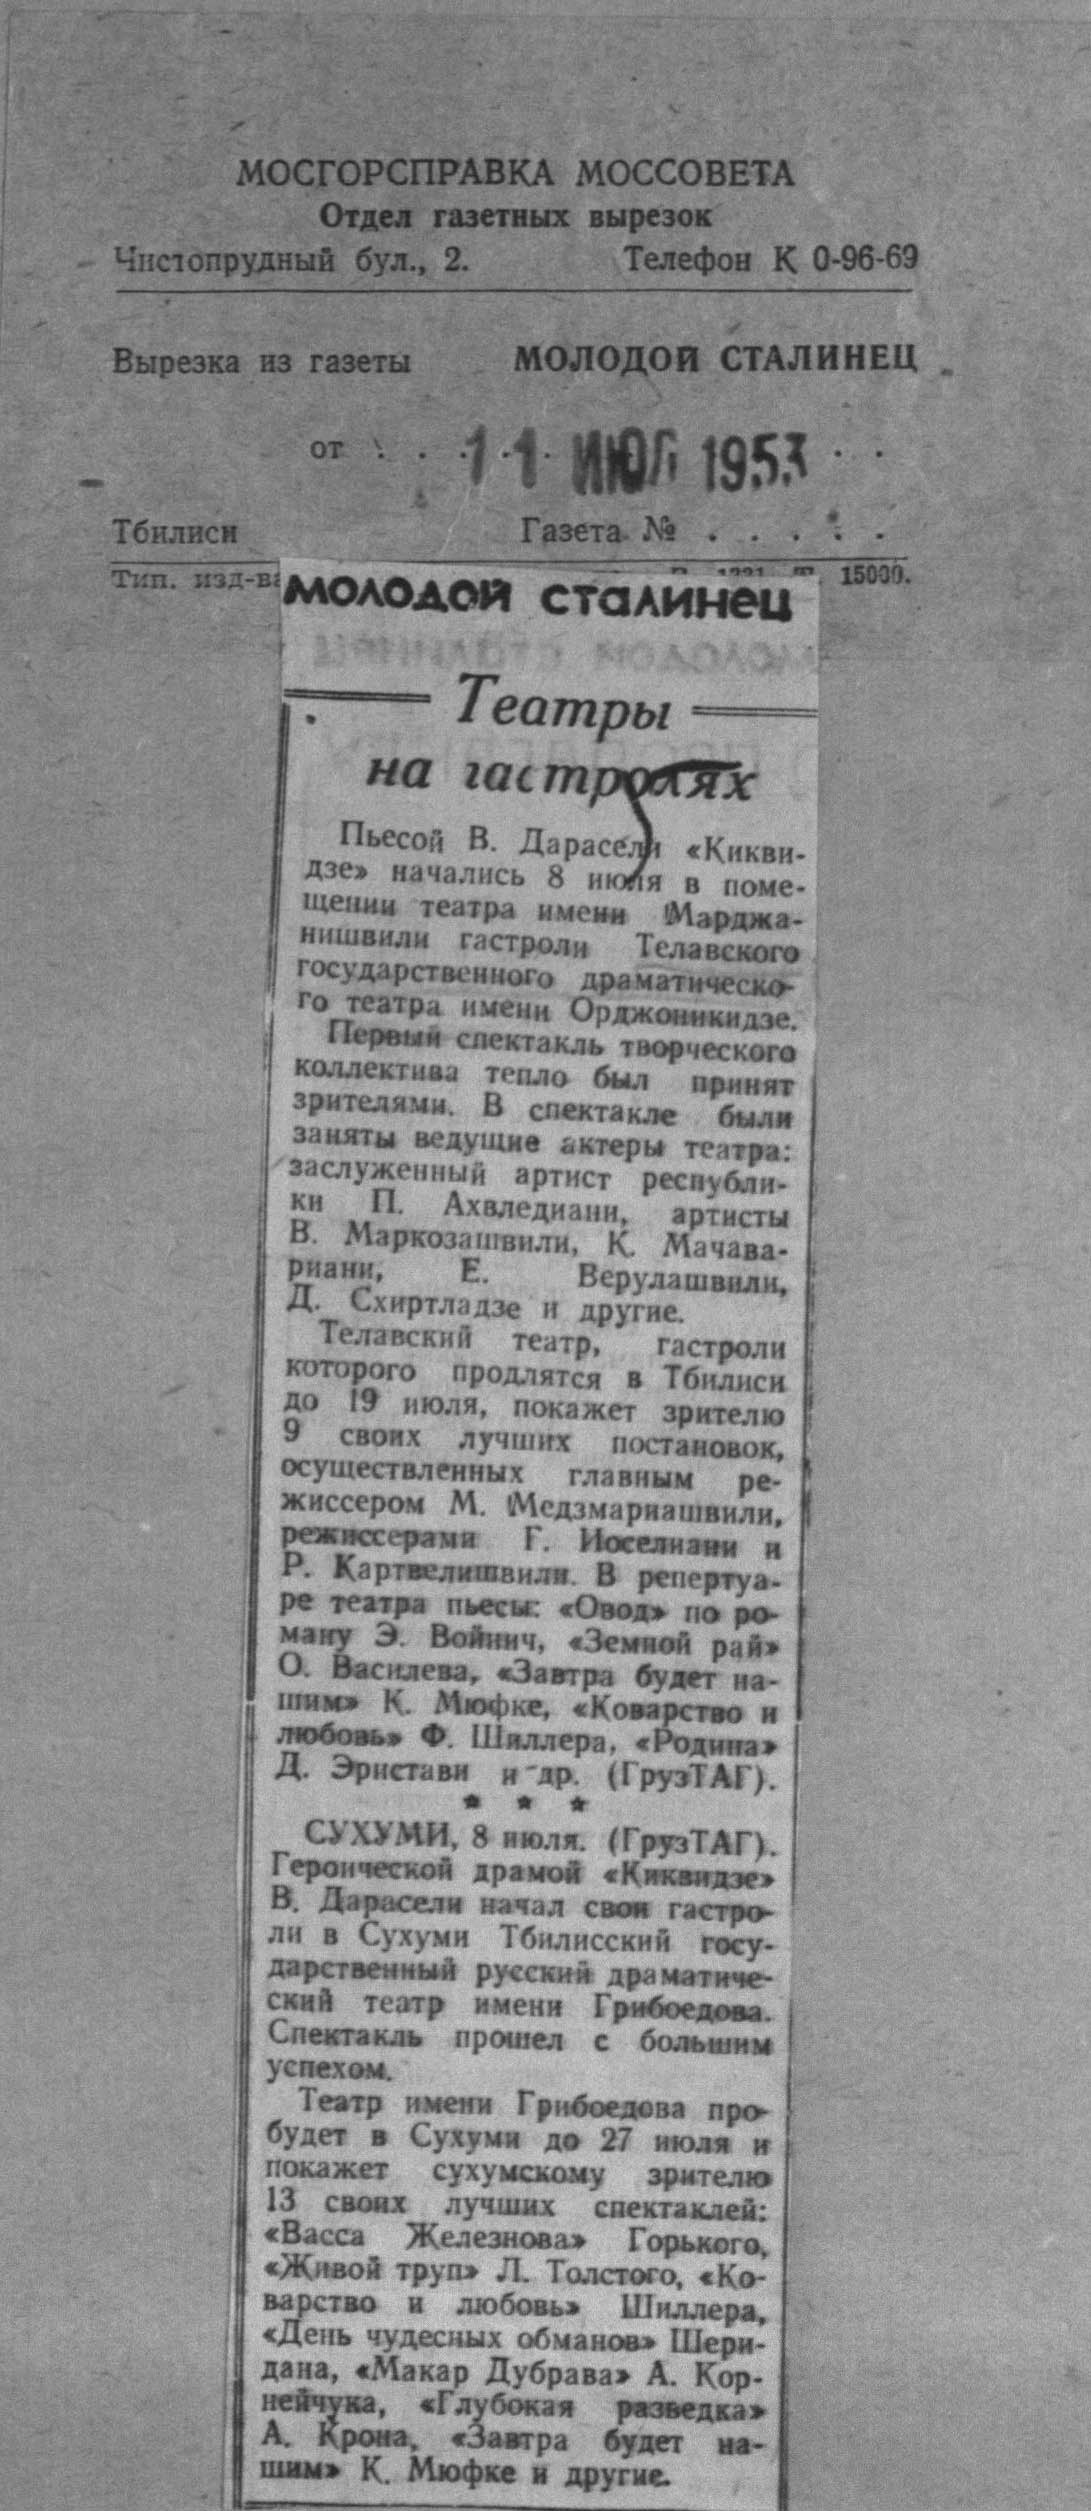 МОСГОРСПРАВКА МОССОВЕТА
Отдел газетных вырезок
Чистопрудный бул., 2. Телефон К 0-96-69
Вырезка из газеты МОЛОДОЙ СТАЛИНЕЦ
от . . . 11 ИЮЛ 1953 . .
Тбилиси Газета № . . . . .
Тип. изд-ва Т. 15000.
МОЛОДОЙ СТАЛИНЕЦ
Театры
на гастролях
Пьесой В. Дарасели «Кикви-
дзе» начались 8 июля в поме-
щении театра имени Марджа-
нишвили гастроли Телавского
государственного драматическо-
го театра имени Орджоникидзе.
Первый спектакль творческого
коллектива тепло был принят
зрителями. В спектакле были
заняты ведущие актеры театра:
заслуженный артист республи-
ки П. Ахвледиани, артисты
В. Маркозашвили, К. Мачава-
риани, Е. Верулашвили,
Д. Схиртладзе и другие.
Телавский театр, гастроли
которого продлятся в Тбилиси
до 19 июля, покажет зрителю
9 своих лучших постановок,
осуществленных главным ре-
жиссером М. Медзмариашвили,
режиссерами Г. Иоселиани и
Р. Картвелишвили. В репертуа-
ре театра пьесы: «Овод» по ро-
ману Э. Войнич, «Земной рай»
О. Василева, «Завтра будет на-
шим» К. Мюфке, «Коварство и
любовь» Ф. Шиллера, «Родина»
Д. Эристави и др. (ГрузТАГ).
* * *
СУХУМИ, 8 июля. (ГрузТАГ).
Героической драмой «Киквидзе»
В. Дарасели начал свои гастро-
ли в Сухуми Тбилисский госу-
дарственный русский драматиче-
ский театр имени Грибоедова.
Спектакль прошел с большим
успехом.
Театр имени Грибоедова про-
будет в Сухуми до 27 июля и
покажет сухумскому зрителю
13 своих лучших спектаклей:
«Васса Железнова» Горького,
«Живой труп» Л. Толстого, «Ко-
варство и любовь» Шиллера,
«День чудесных обманов» Шери-
дана, «Макар Дубрава» А. Кор-
нейчука, «Глубокая разведка»
А. Крона, «Завтра будет на-
шим» К. Мюфке и другие.